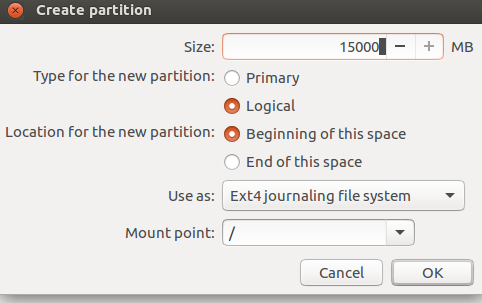 Create partition
Size: 15000 MB
Type for the new partition: Primary
Logical
Location for the new partition: Beginning of this space
End of this space
Use as: Ext4 journaling file system
Mount point: /
Cancel OK